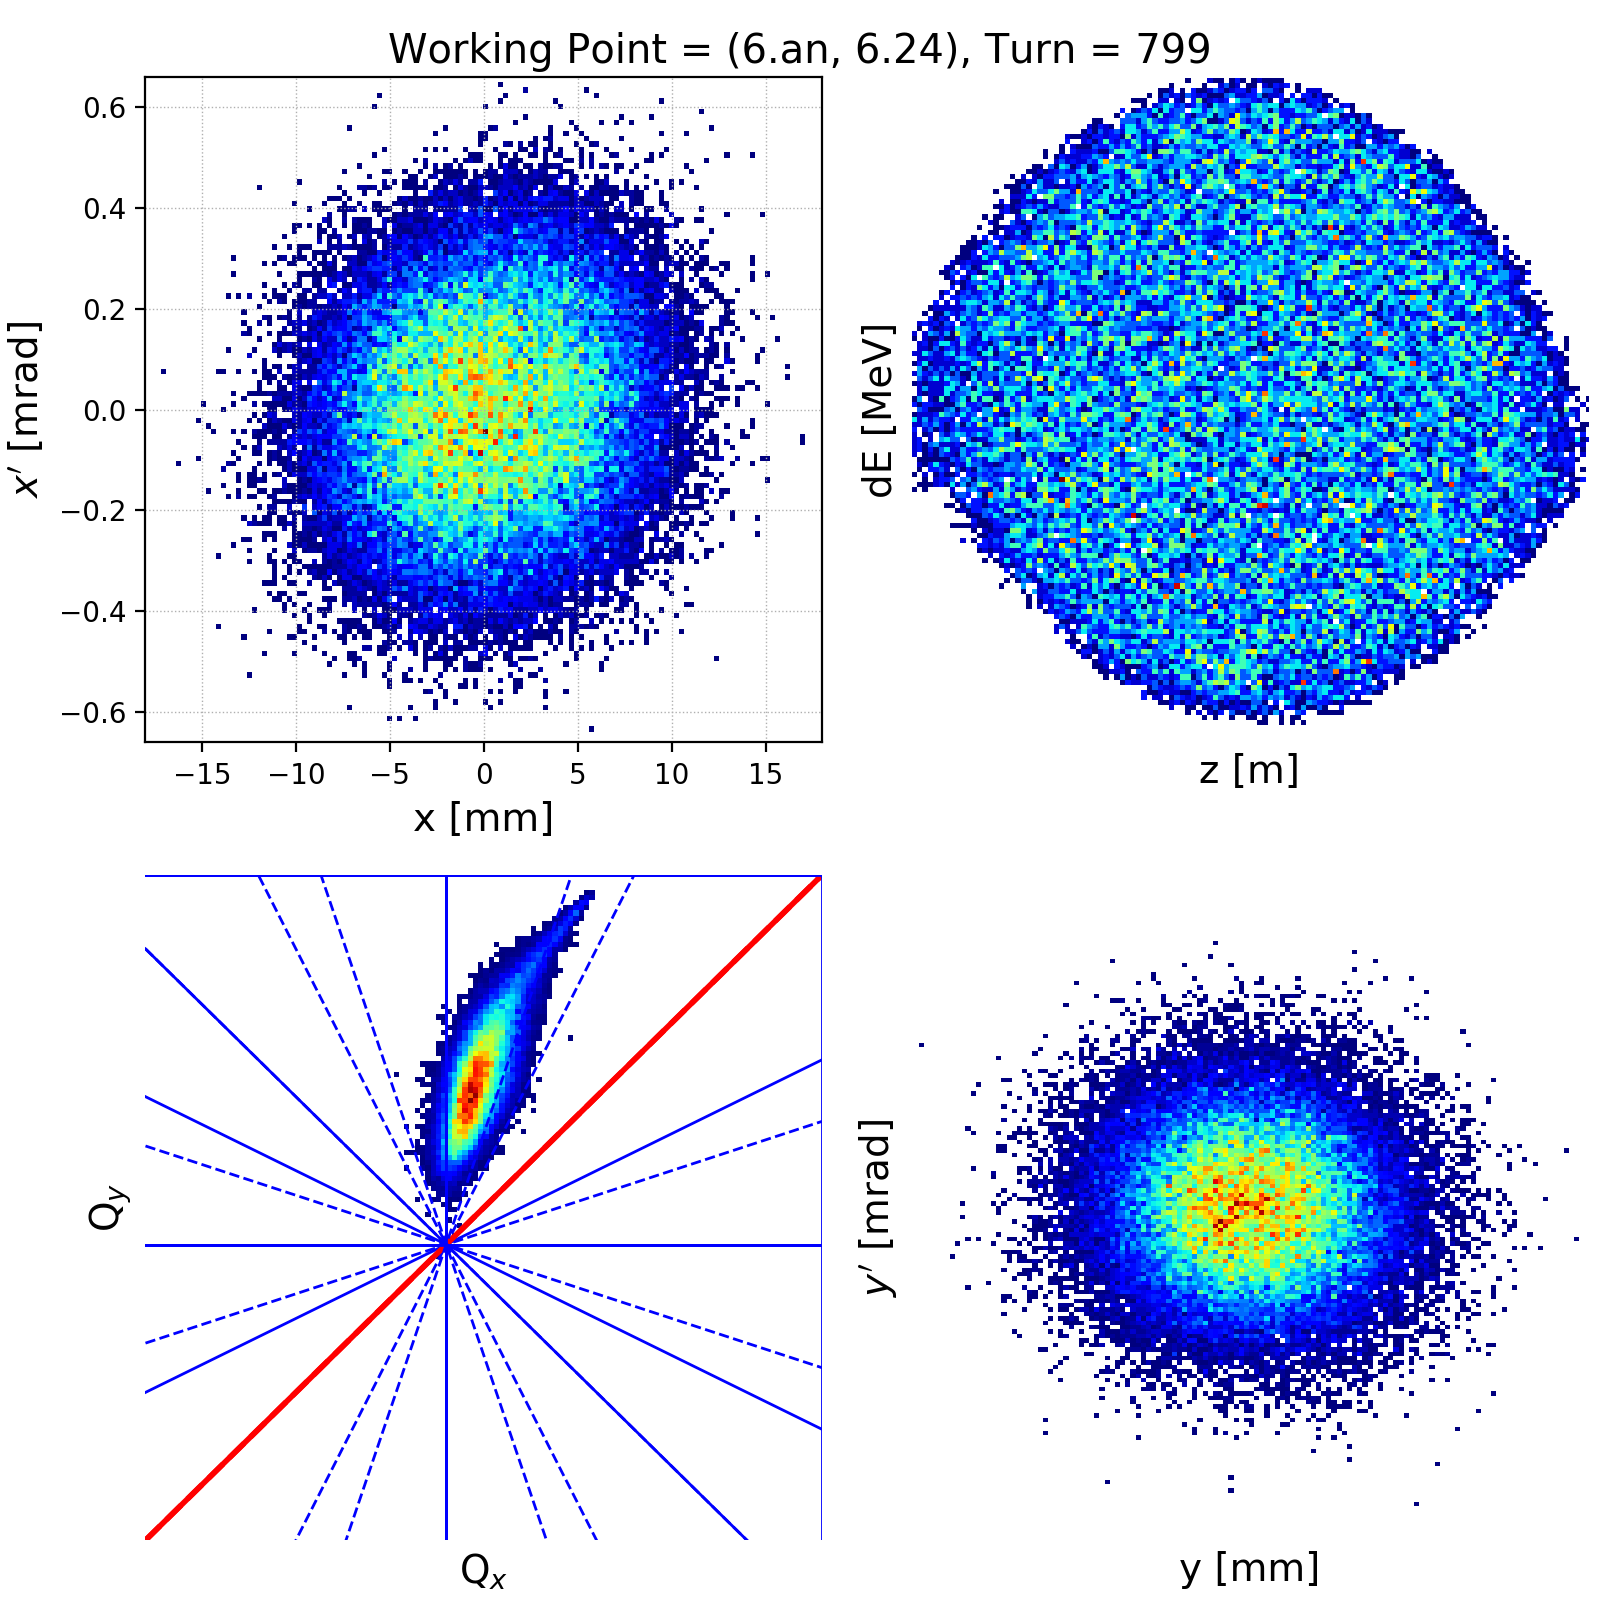 Working Point = (6.an, 6.24), Turn = 799
0.6
0.4
0.2
0.0
−0.2
−0.4
−0.6
x′ [mrad]
−15 −10 −5 0 5 10 15
x [mm]
dE [MeV]
z [m]
Qy
Qx
y′ [mrad]
y [mm]